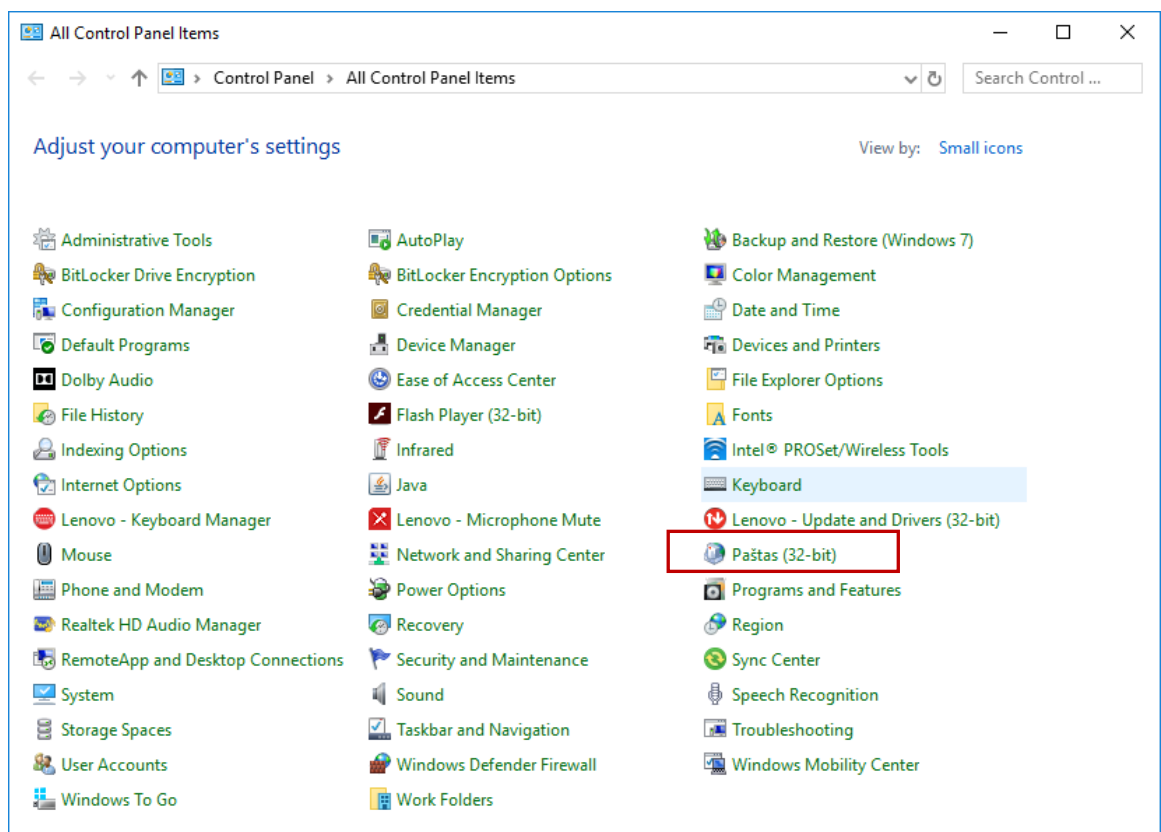 All Control Panel Items
Control Panel > All Control Panel Items
Search Control ...
Adjust your computer's settings
View by: Small icons
Administrative Tools AutoPlay Backup and Restore (Windows 7)
BitLocker Drive Encryption BitLocker Encryption Options Color Management
Configuration Manager Credential Manager Date and Time
Default Programs Device Manager Devices and Printers
Dolby Audio Ease of Access Center File Explorer Options
File History Flash Player (32-bit) Fonts
Indexing Options Infrared Intel® PROSet/Wireless Tools
Internet Options Java Keyboard
Lenovo - Keyboard Manager Lenovo - Microphone Mute Lenovo - Update and Drivers (32-bit)
Mouse Network and Sharing Center Paštas (32-bit)
Phone and Modem Power Options Programs and Features
Realtek HD Audio Manager Recovery Region
RemoteApp and Desktop Connections Security and Maintenance Sync Center
System Sound Speech Recognition
Storage Spaces Taskbar and Navigation Troubleshooting
User Accounts Windows Defender Firewall Windows Mobility Center
Windows To Go Work Folders